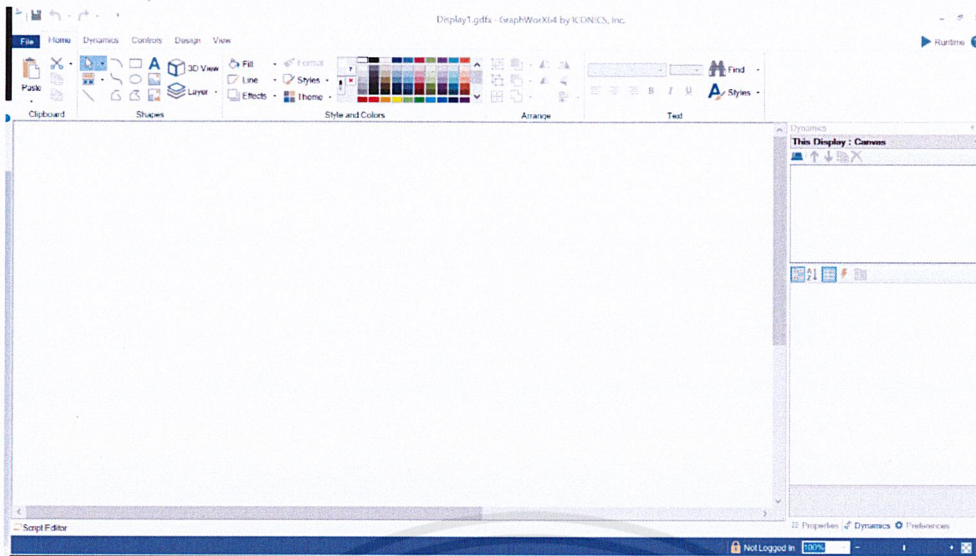 Display1.gdfx - GraphWorX64 by ICONICS, Inc.
File Home Dynamics Controls Design View
Runtime
Paste
3D View
Layer
Fill
Line
Effects
Format
Styles
Theme
Find
B I U
Styles
Clipboard Shapes Style and Colors Arrange Text
Dynamics
This Display : Canvas
Script Editor
Properties Dynamics Preferences
Not Logged In 100%